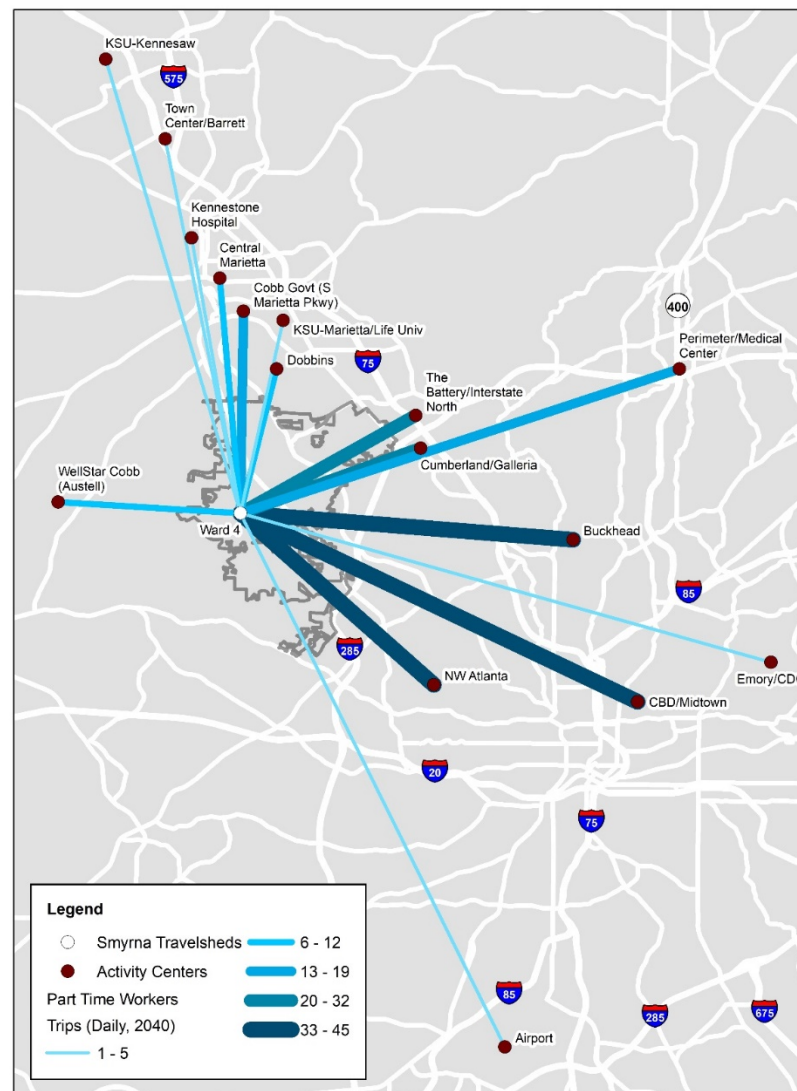 KSU-Kennesaw
575
Town
Center/Barrett
Kennestone
Hospital
Central
Marietta
Cobb Govt (S
Marietta Pkwy)
KSU-Marietta/Life Univ
400
Perimeter/Medical
Center
Dobbins
75
The
Battery/Interstate
North
Cumberland/Galleria
WellStar Cobb
(Austell)
Ward 4
Buckhead
85
285
Emory/CDC
NW Atlanta
CBD/Midtown
20
75
Legend
Smyrna Travelsheds
Activity Centers
Part Time Workers
Trips (Daily, 2040)
1 - 5
6 - 12
13 - 19
20 - 32
33 - 45
85
285
675
Airport